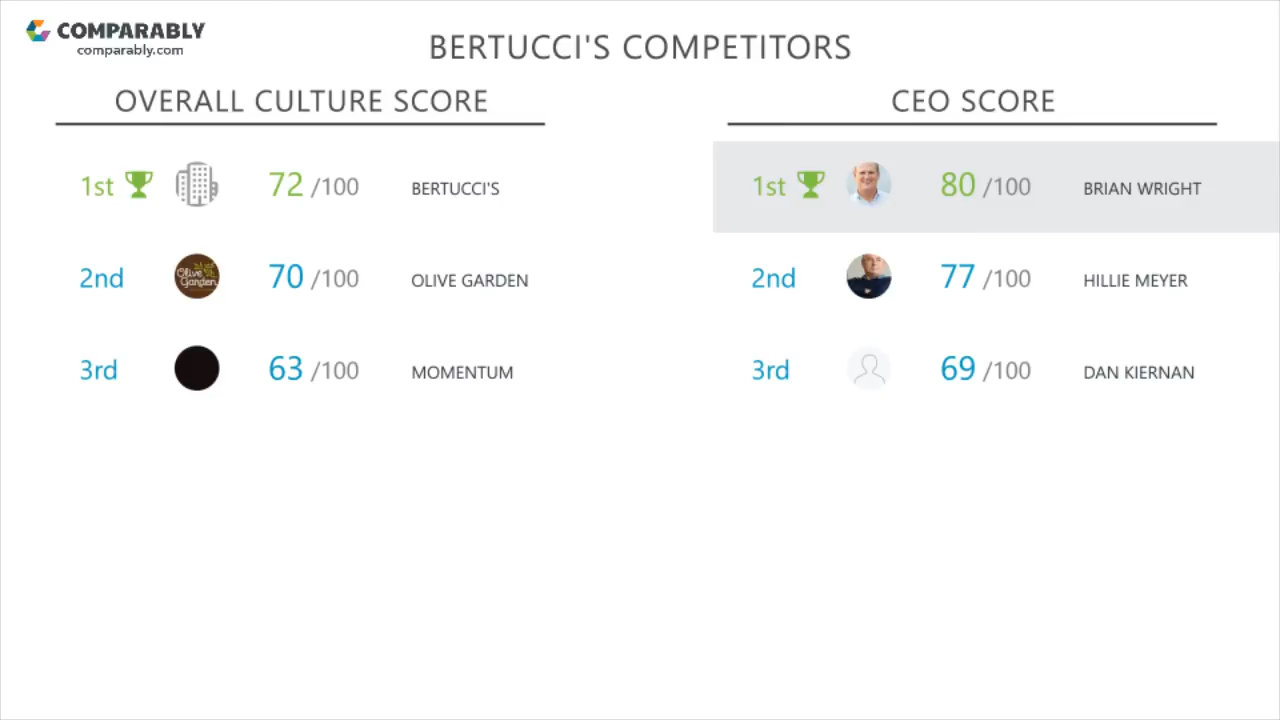 COMPARABLY
comparably.com
BERTUCCI'S COMPETITORS
OVERALL CULTURE SCORE
1st 72 /100 BERTUCCI'S
2nd Olive Garden 70 /100 OLIVE GARDEN
3rd 63 /100 MOMENTUM
CEO SCORE
1st 80 /100 BRIAN WRIGHT
2nd 77 /100 HILLIE MEYER
3rd 69 /100 DAN KIERNAN